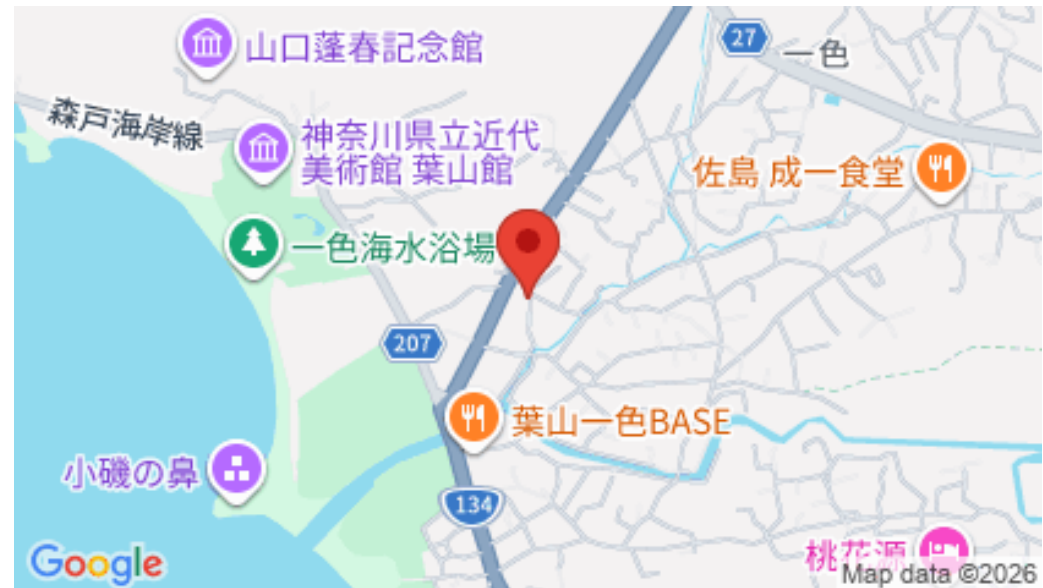 山口蓬春記念館
27
一色
森戸海岸線
神奈川県立近代
美術館 葉山館
佐島 成一食堂
一色海水浴場
207
葉山一色BASE
小磯の鼻
134
桃花源
Google
Map data ©2026